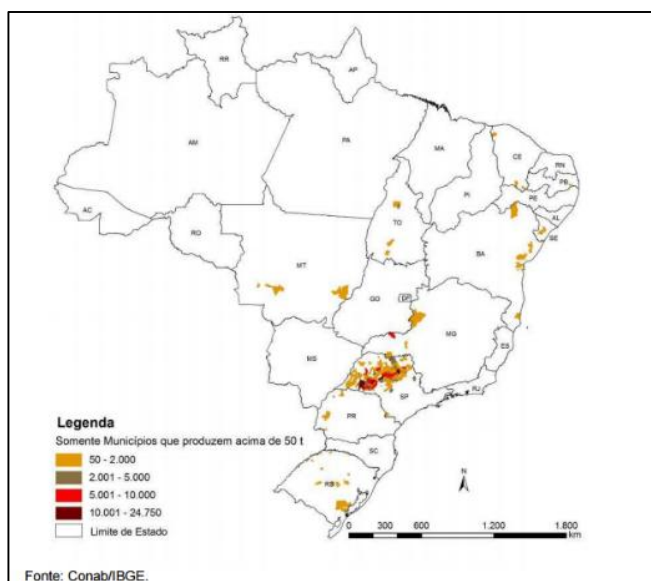 RR
AP
AM
PA
MA
CE
RN
PB
PE
AL
SE
PI
AC
RO
TO
BA
MT
GO
DF
MG
ES
MS
SP
RJ
PR
SC
RS
Legenda
Somente Municípios que produzem acima de 50 t
50 - 2.000
2.001 - 5.000
5.001 - 10.000
10.001 - 24.750
Limite de Estado
N
0 300 600 1.200 1.800
km
Fonte: Conab/IBGE.